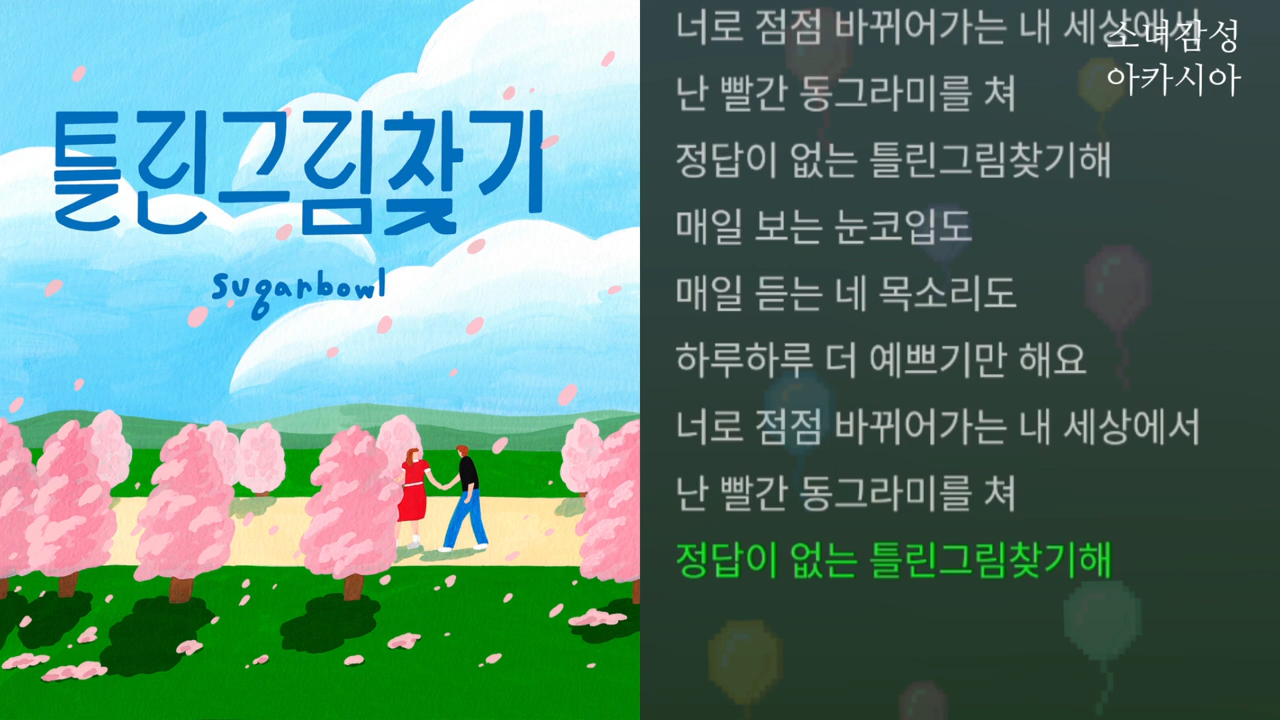 틀린그림찾기
sugarbowl
소녀감성
아카시아
너로 점점 바뀌어가는 내 세상에서
난 빨간 동그라미를 쳐
정답이 없는 틀린그림찾기해
매일 보는 눈코입도
매일 듣는 네 목소리도
하루하루 더 예쁘기만 해요
너로 점점 바뀌어가는 내 세상에서
난 빨간 동그라미를 쳐
정답이 없는 틀린그림찾기해